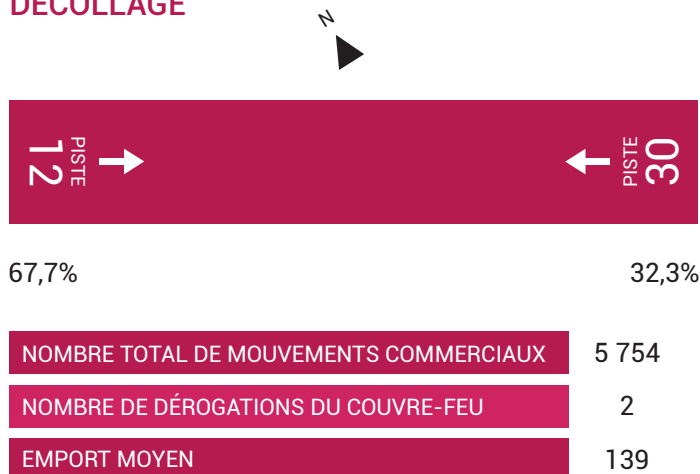 DÉCOLLAGE
N
PISTE 12
PISTE 30
67,7% 32,3%
NOMBRE TOTAL DE MOUVEMENTS COMMERCIAUX 5 754
NOMBRE DE DÉROGATIONS DU COUVRE-FEU 2
EMPORT MOYEN 139